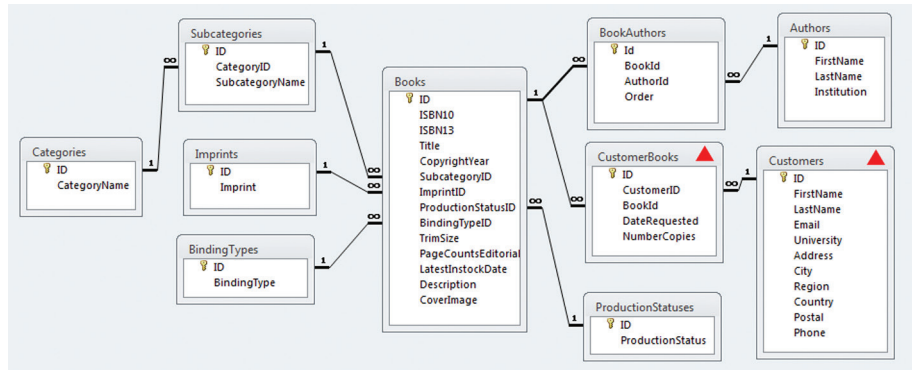 Subcategories
ID
CategoryID
SubcategoryName
1
∞
Categories
ID
CategoryName
1
Imprints
ID
Imprint
1
BindingTypes
ID
BindingType
1
Books
ID
ISBN10
ISBN13
Title
CopyrightYear
SubcategoryID
ImprintID
ProductionStatusID
BindingTypeID
TrimSize
PageCountsEditorial
LatestInstockDate
Description
CoverImage
1
∞
∞
∞
∞
BookAuthors
Id
BookId
AuthorId
Order
∞
∞
Authors
ID
FirstName
LastName
Institution
1
CustomerBooks
ID
CustomerID
BookId
DateRequested
NumberCopies
∞
∞
Customers
ID
FirstName
LastName
Email
University
Address
City
Region
Country
Postal
Phone
1
ProductionStatuses
ID
ProductionStatus
1